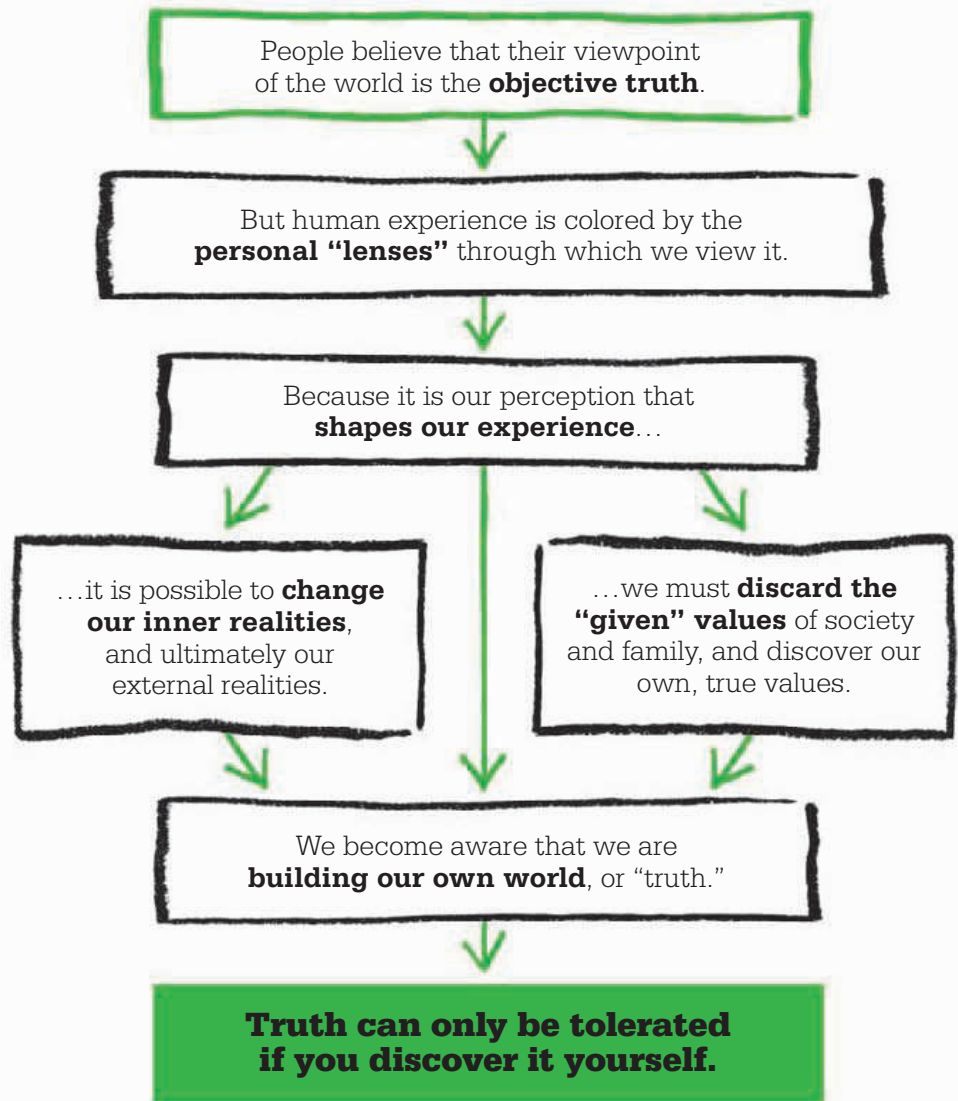 People believe that their viewpoint
of the world is the objective truth.
But human experience is colored by the
personal “lenses” through which we view it.
Because it is our perception that
shapes our experience…
…it is possible to change
our inner realities,
and ultimately our
external realities.
…we must discard the
“given” values of society
and family, and discover our
own, true values.
We become aware that we are
building our own world, or “truth.”
Truth can only be tolerated
if you discover it yourself.